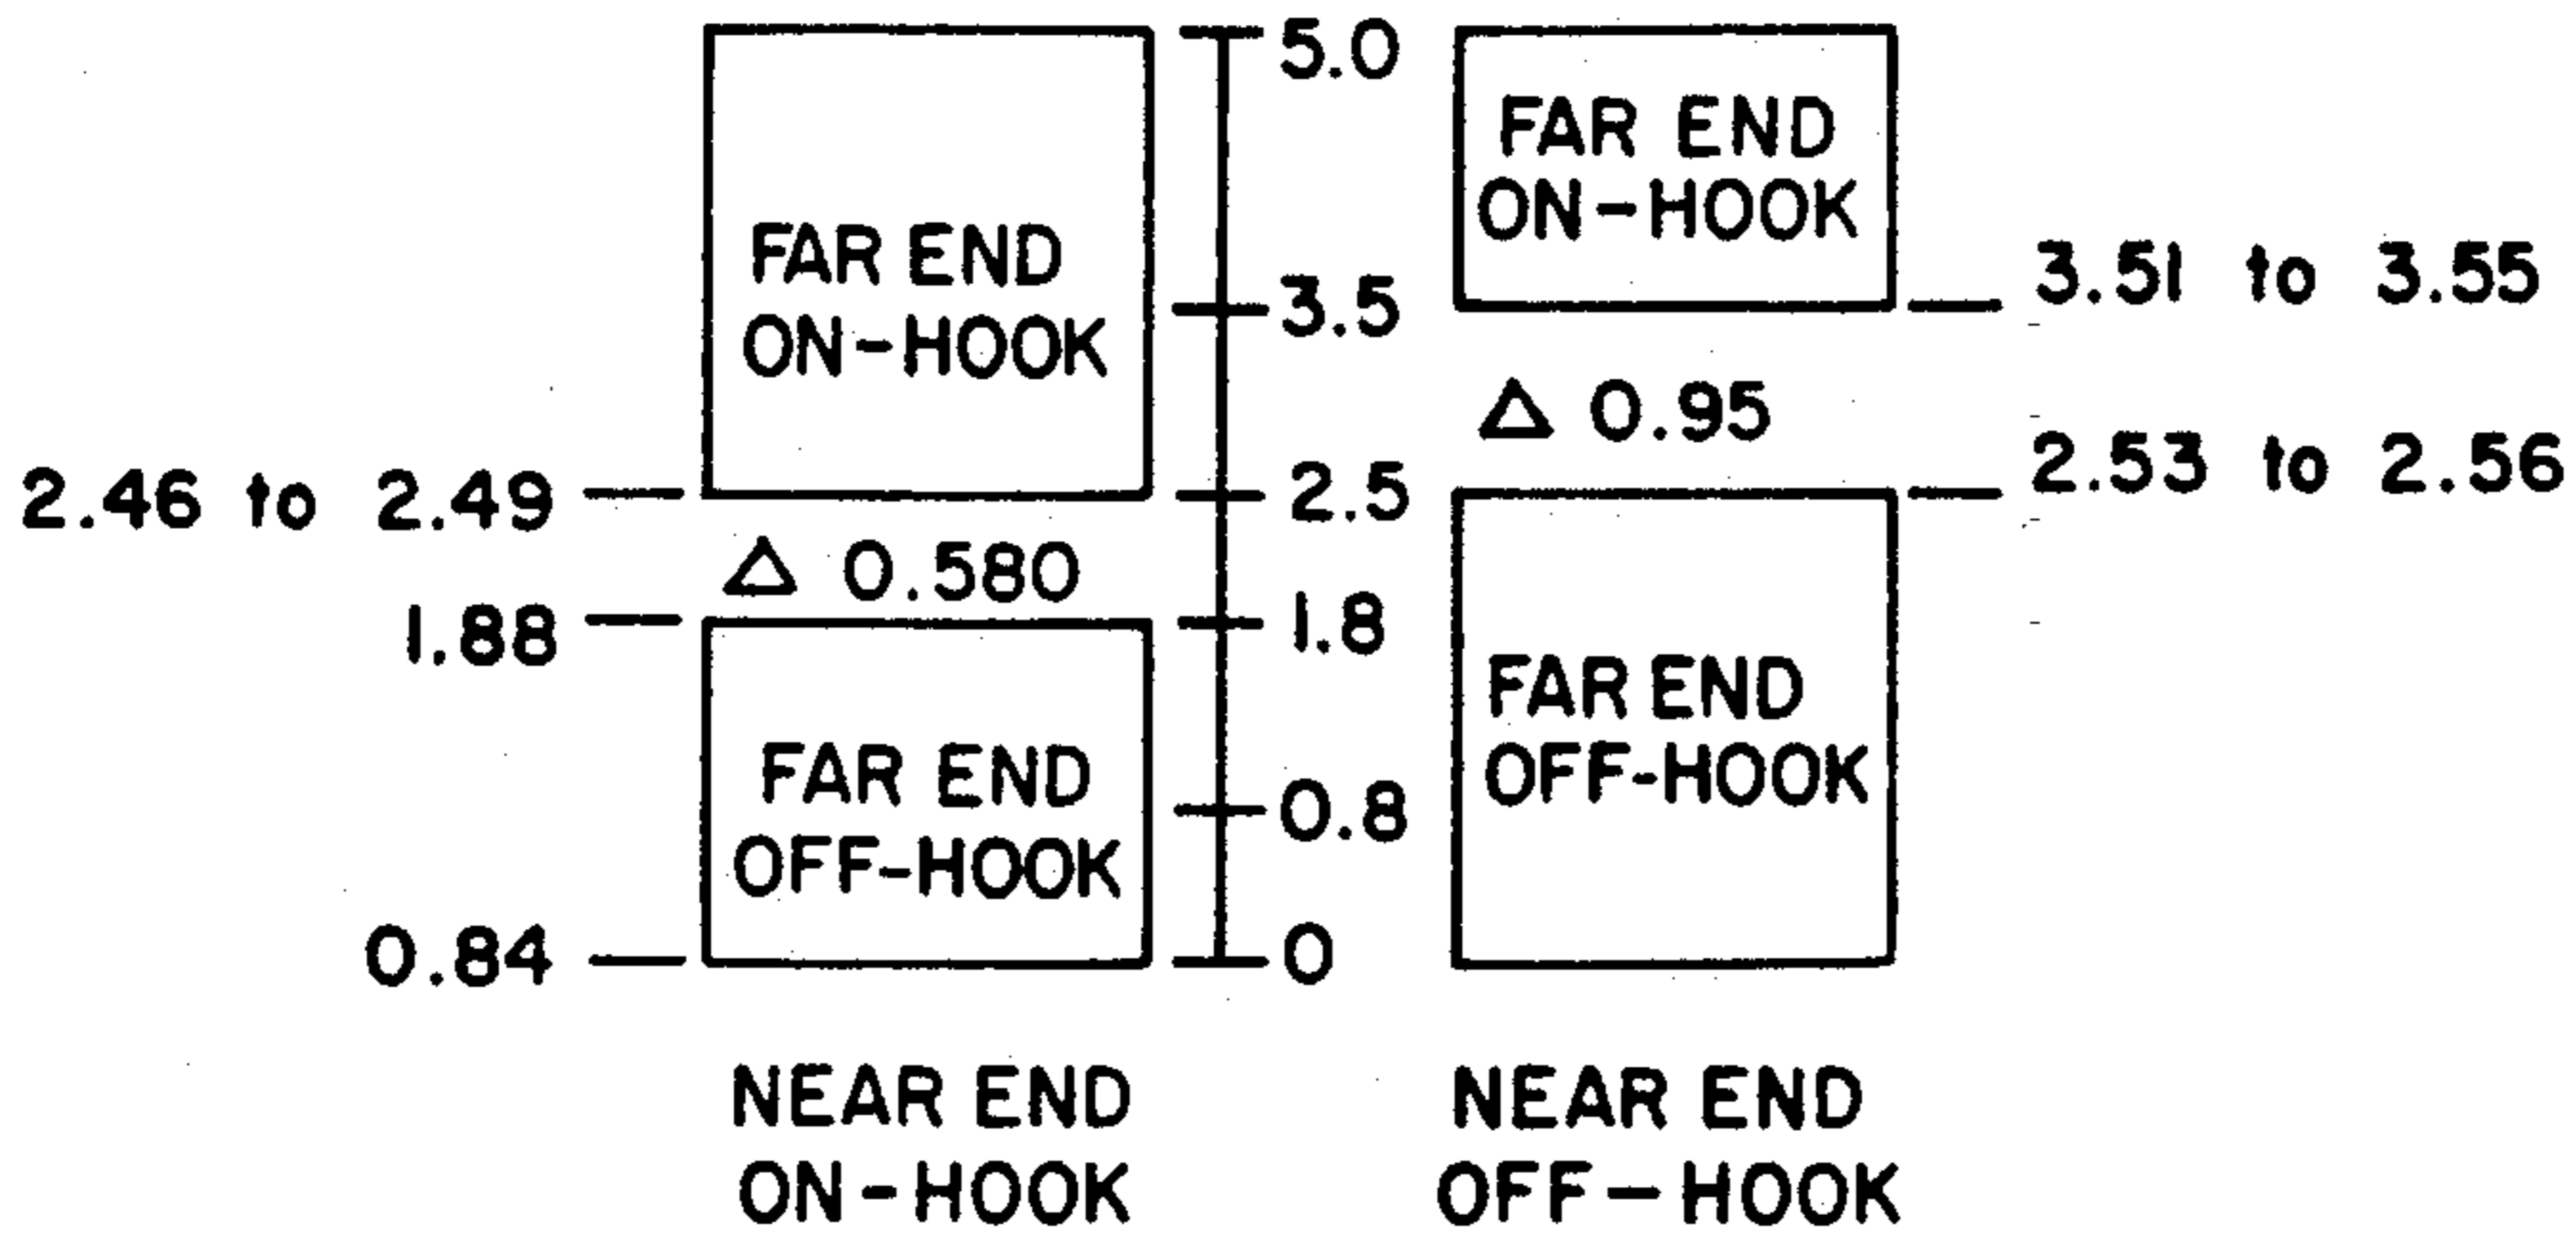 5.0
FAR END
ON-HOOK
FAR END
ON-HOOK
3.51 to 3.55
3.5
Δ 0.95
2.46 to 2.49
2.5
2.53 to 2.56
Δ 0.580
1.88
1.8
FAR END
OFF-HOOK
FAR END
OFF-HOOK
0.8
0.84
0
NEAR END
ON-HOOK
NEAR END
OFF-HOOK